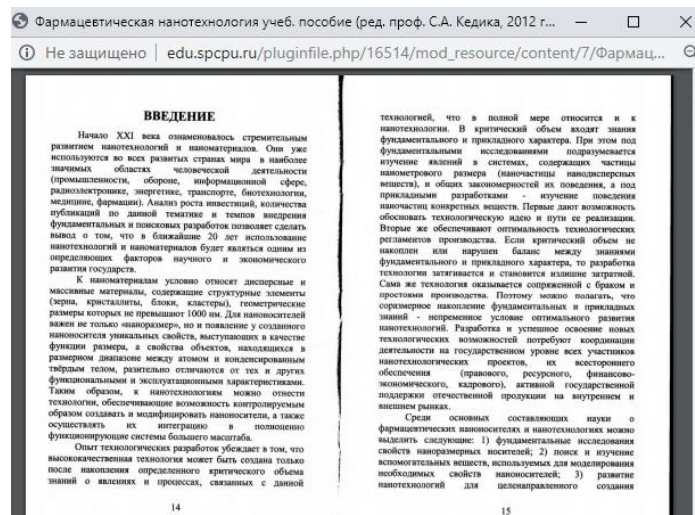 Фармацевтическая нанотехнология учеб. пособие (ред. проф. С.А. Кедика, 2012 г...
Не защищено | edu.spcpu.ru/pluginfile.php/16514/mod_resource/content/7/Фармац...
ВВЕДЕНИЕ
Начало XXI века ознаменовалось стремительным
развитием нанотехнологий и наноматериалов. Они уже
используются во всех развитых странах мира в наиболее
значимых областях человеческой деятельности
(промышленности, обороне, информационной сфере,
радиоэлектронике, энергетике, транспорте, биотехнологии,
медицине, фармации). Анализ роста инвестиций, количества
публикаций по данной тематике и темпов внедрения
фундаментальных и поисковых разработок позволяет сделать
вывод о том, что в ближайшие 20 лет использование
нанотехнологий и наноматериалов будет являться одним из
определяющих факторов научного и экономического
развития государств.
К наноматериалам условно относят дисперсные и
массивные материалы, содержащие структурные элементы
(зерна, кристаллиты, блоки, кластеры), геометрические
размеры которых не превышают 1000 нм. Для наноносителей
важен не только «наноразмер», но и появление у созданного
наноносителя уникальных свойств, выступающих в качестве
функции размера, а свойства объектов, находящихся в
размерном диапазоне между атомом и конденсированным
твёрдым телом, разительно отличаются от тех и других
функциональными и эксплуатационными характеристиками.
Таким образом, к нанотехнологиям можно отнести
технологии, обеспечивающие возможность контролируемым
образом создавать и модифицировать наноносители, а также
осуществлять их интеграцию в полноценно
функционирующие системы большего масштаба.
Опыт технологических разработок убеждает в том, что
высококачественная технология может быть создана только
после накопления определенного критического объема
знаний о явлениях и процессах, связанных с данной
14
технологией, что в полной мере относится и к
нанотехнологии. В критический объем входят знания
фундаментального и прикладного характера. При этом под
фундаментальными исследованиями подразумевается
изучение явлений в системах, содержащих частицы
нанометрового размера (наночастицы нанодисперсных
веществ), и общих закономерностей их поведения, а под
прикладными разработками - изучение поведения
наночастиц конкретных веществ. Первые дают возможность
обосновать технологическую идею и пути ее реализации.
Вторые же обеспечивают оптимальность технологических
регламентов производства. Если критический объем не
накоплен или нарушен баланс между знаниями
фундаментального и прикладного характера, то разработка
технологии затягивается и становится излишне затратной.
Сама же технология оказывается сопряженной с браком и
простоями производства. Поэтому можно полагать, что
соразмерное накопление фундаментальных и прикладных
знаний - непременное условие оптимального развития
нанотехнологий. Разработка и успешное освоение новых
технологических возможностей потребуют координации
деятельности на государственном уровне всех участников
нанотехнологических проектов, их всестороннего
обеспечения (правового, ресурсного, финансово-
экономического, кадрового), активной государственной
поддержки отечественной продукции на внутреннем и
внешнем рынках.
Среди основных составляющих науки о
фармацевтических наноносителях и нанотехнологиях можно
выделить следующие: 1) фундаментальные исследования
свойств наноразмерных носителей; 2) поиск и изучение
вспомогательных веществ, используемых для моделирования
необходимых свойств наноносителей; 3) развитие
нанотехнологий для целенаправленного создания
15